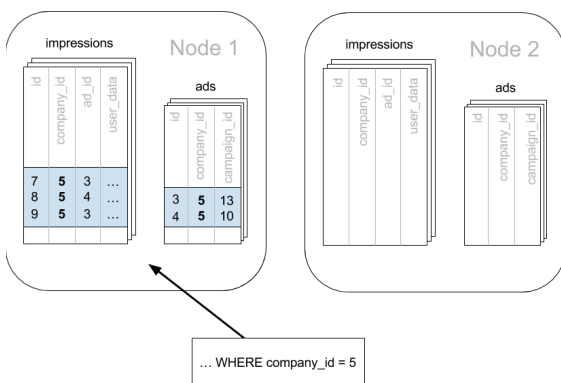 Node 1
impressions
id company_id ad_id user_data
7 5 3 ...
8 5 4 ...
9 5 3 ...
ads
id company_id campaign_id
3 5 13
4 5 10
Node 2
impressions
id company_id ad_id user_data
ads
id company_id campaign_id
... WHERE company_id = 5